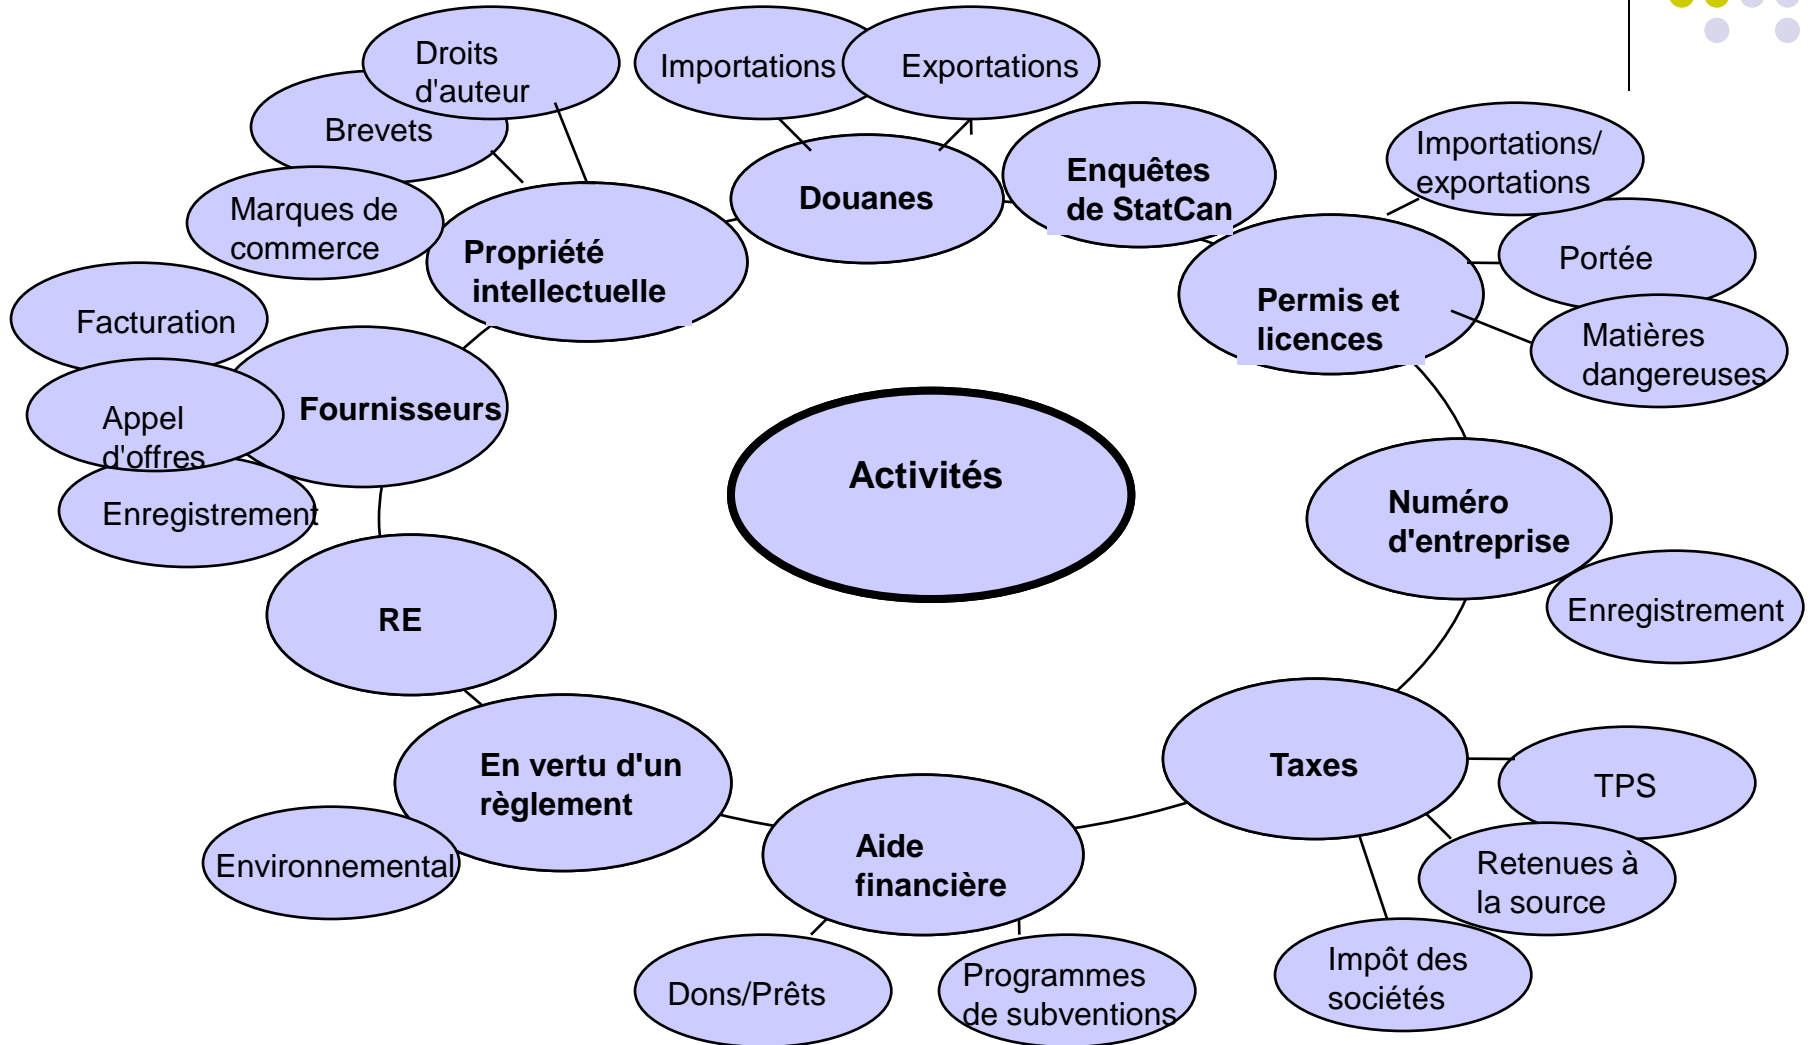 Droits
d'auteur
Importations
Exportations
Brevets
Importations/
exportations
Enquêtes
de StatCan
Douanes
Marques de
commerce
Propriété
intellectuelle
Portée
Permis et
licences
Facturation
Matières
dangereuses
Fournisseurs
Appel
d'offres
Activités
Enregistrement
Numéro
d'entreprise
RE
Enregistrement
En vertu d'un
règlement
Taxes
TPS
Environnemental
Aide
financière
Retenues à
la source
Dons/Prêts
Programmes
de subventions
Impôt des
sociétés